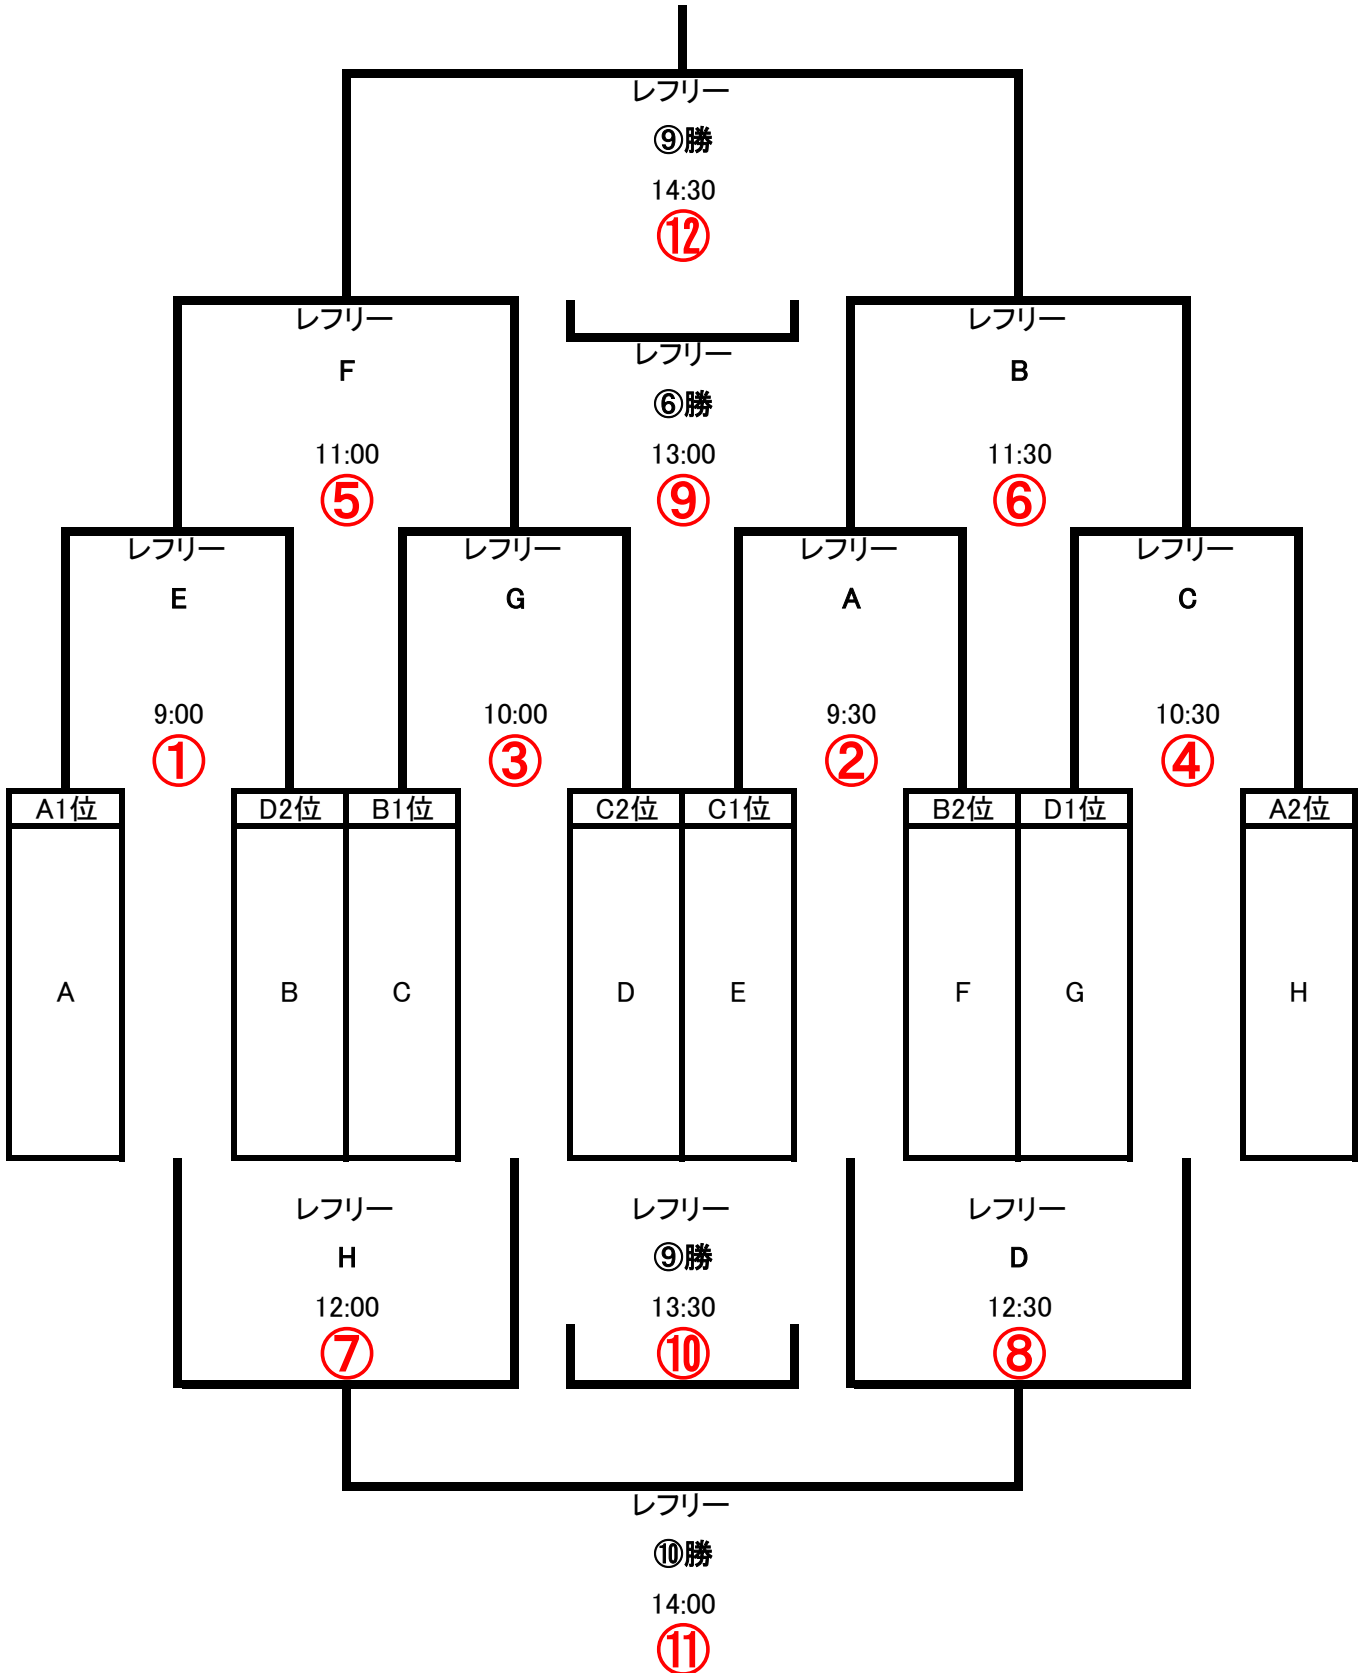 レフリー
⑨勝
14:30
⑫
レフリー
F
11:00
⑤
レフリー
⑥勝
13:00
⑨
レフリー
B
11:30
⑥
レフリー
E
9:00
①
レフリー
G
10:00
③
レフリー
A
9:30
②
レフリー
C
10:30
④
A1位
D2位
B1位
C2位
C1位
B2位
D1位
A2位
A
B
C
D
E
F
G
H
レフリー
H
12:00
⑦
レフリー
⑨勝
13:30
⑩
レフリー
D
12:30
⑧
レフリー
⑩勝
14:00
⑪